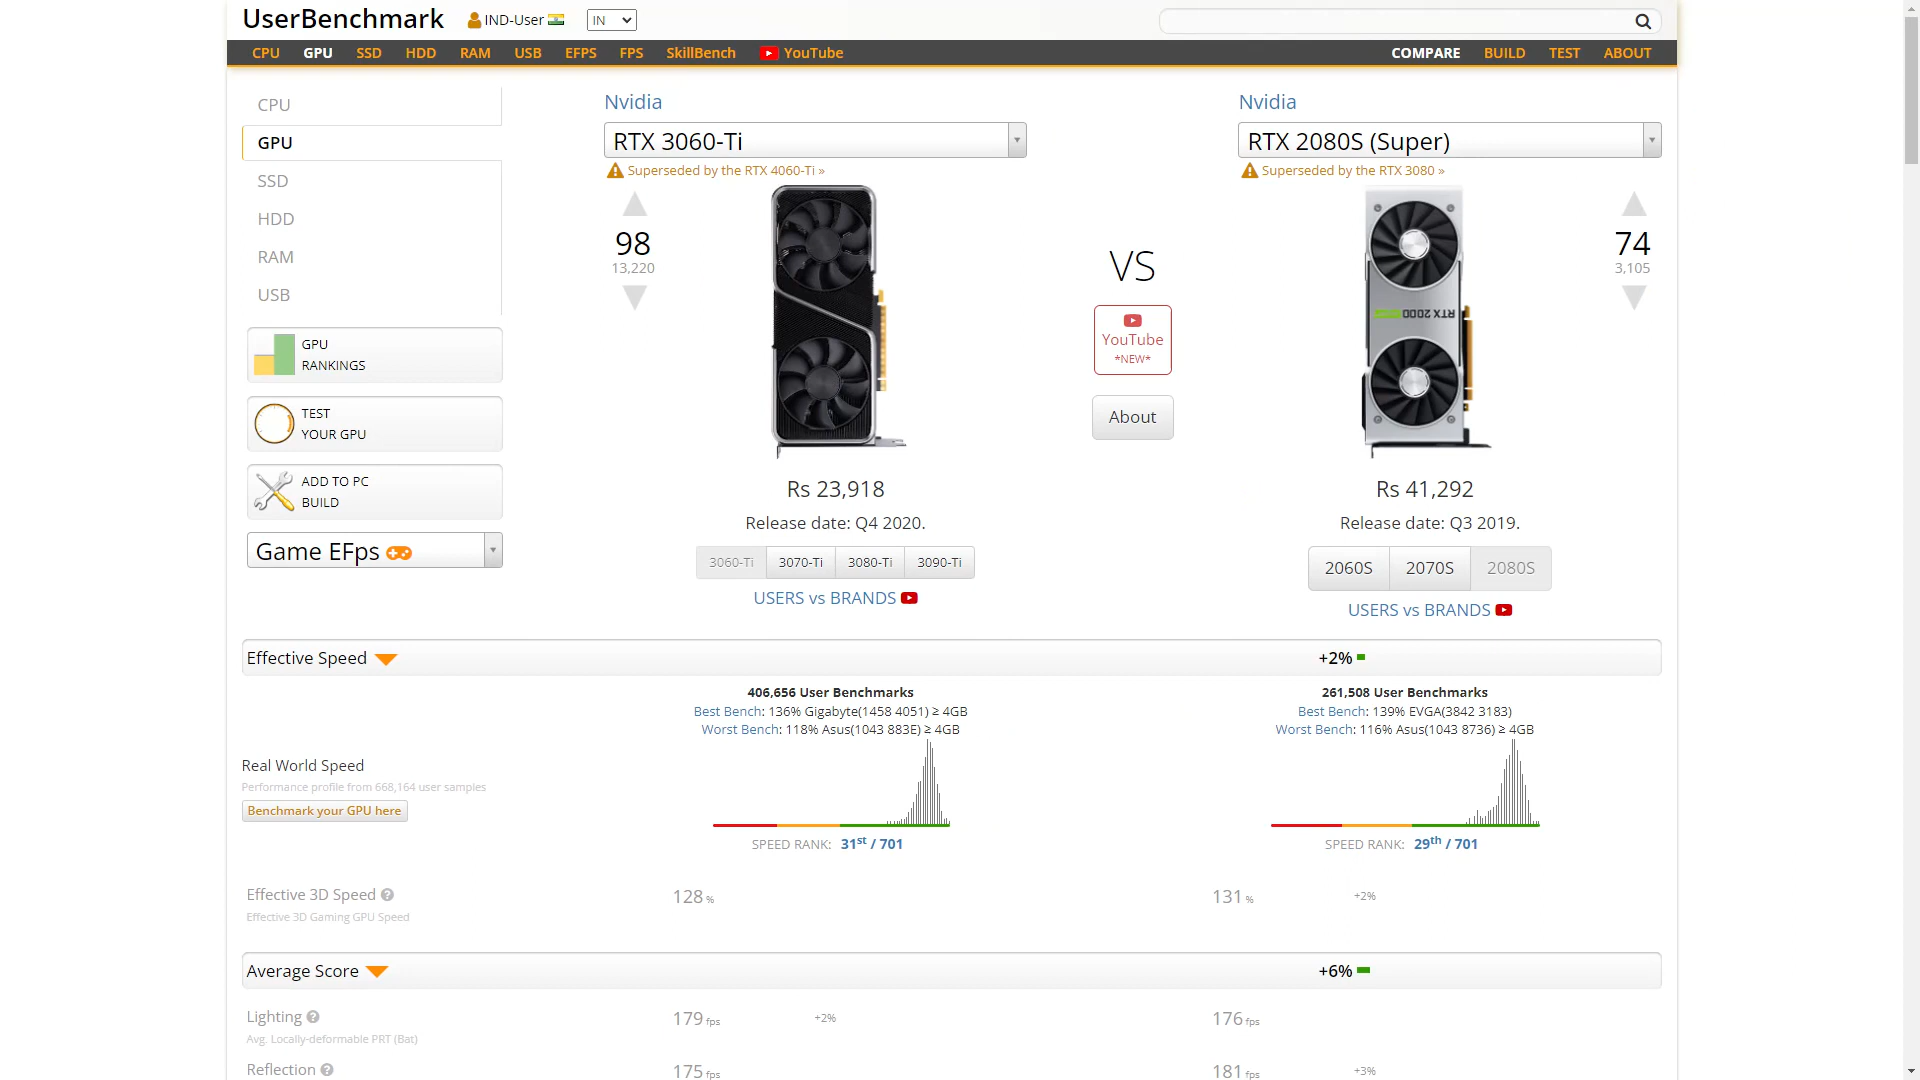 UserBenchmark IND-User IN
CPU GPU SSD HDD RAM USB EFPS FPS SkillBench YouTube COMPARE BUILD TEST ABOUT
CPU
GPU
SSD
HDD
RAM
USB
GPU
RANKINGS
TEST
YOUR GPU
ADD TO PC
BUILD
Game EFps
Nvidia
RTX 3060-Ti
Superseded by the RTX 4060-Ti »
98
13,220
Rs 23,918
Release date: Q4 2020.
3060-Ti 3070-Ti 3080-Ti 3090-Ti
USERS vs BRANDS
VS
YouTube
*NEW*
About
Nvidia
RTX 2080S (Super)
Superseded by the RTX 3080 »
74
3,105
RTX 2080 SUPER
Rs 41,292
Release date: Q3 2019.
2060S 2070S 2080S
USERS vs BRANDS
Effective Speed +2%
406,656 User Benchmarks
Best Bench: 136% Gigabyte(1458 4051) ≥ 4GB
Worst Bench: 118% Asus(1043 883E) ≥ 4GB
261,508 User Benchmarks
Best Bench: 139% EVGA(3842 3183)
Worst Bench: 116% Asus(1043 8736) ≥ 4GB
Real World Speed
Performance profile from 668,164 user samples
Benchmark your GPU here
SPEED RANK: 31st / 701
SPEED RANK: 29th / 701
Effective 3D Speed 128 % 131 % +2%
Effective 3D Gaming GPU Speed
Average Score +6%
Lighting 179 fps +2% 176 fps
Avg. Locally-deformable PRT (Bat)
Reflection 175 fps 181 fps +3%